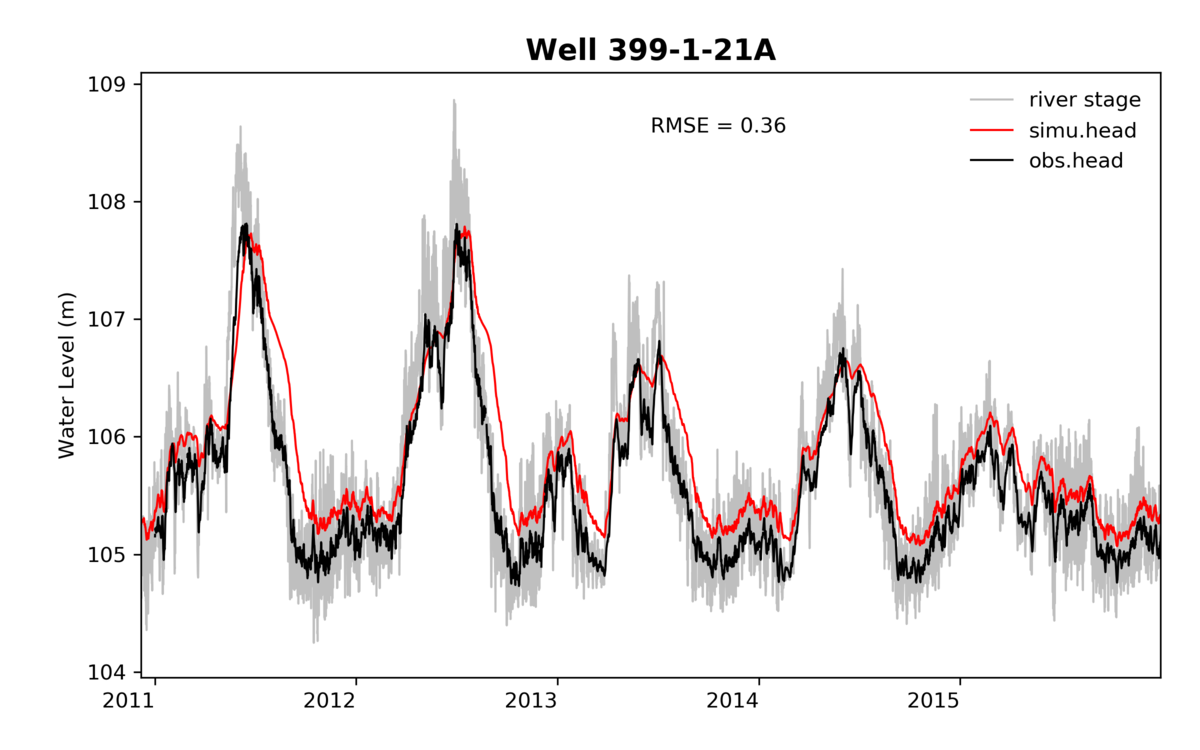 Well 399-1-21A
RMSE = 0.36
river stage
simu.head
obs.head
Water Level (m)
109
108
107
106
105
104
2011 2012 2013 2014 2015